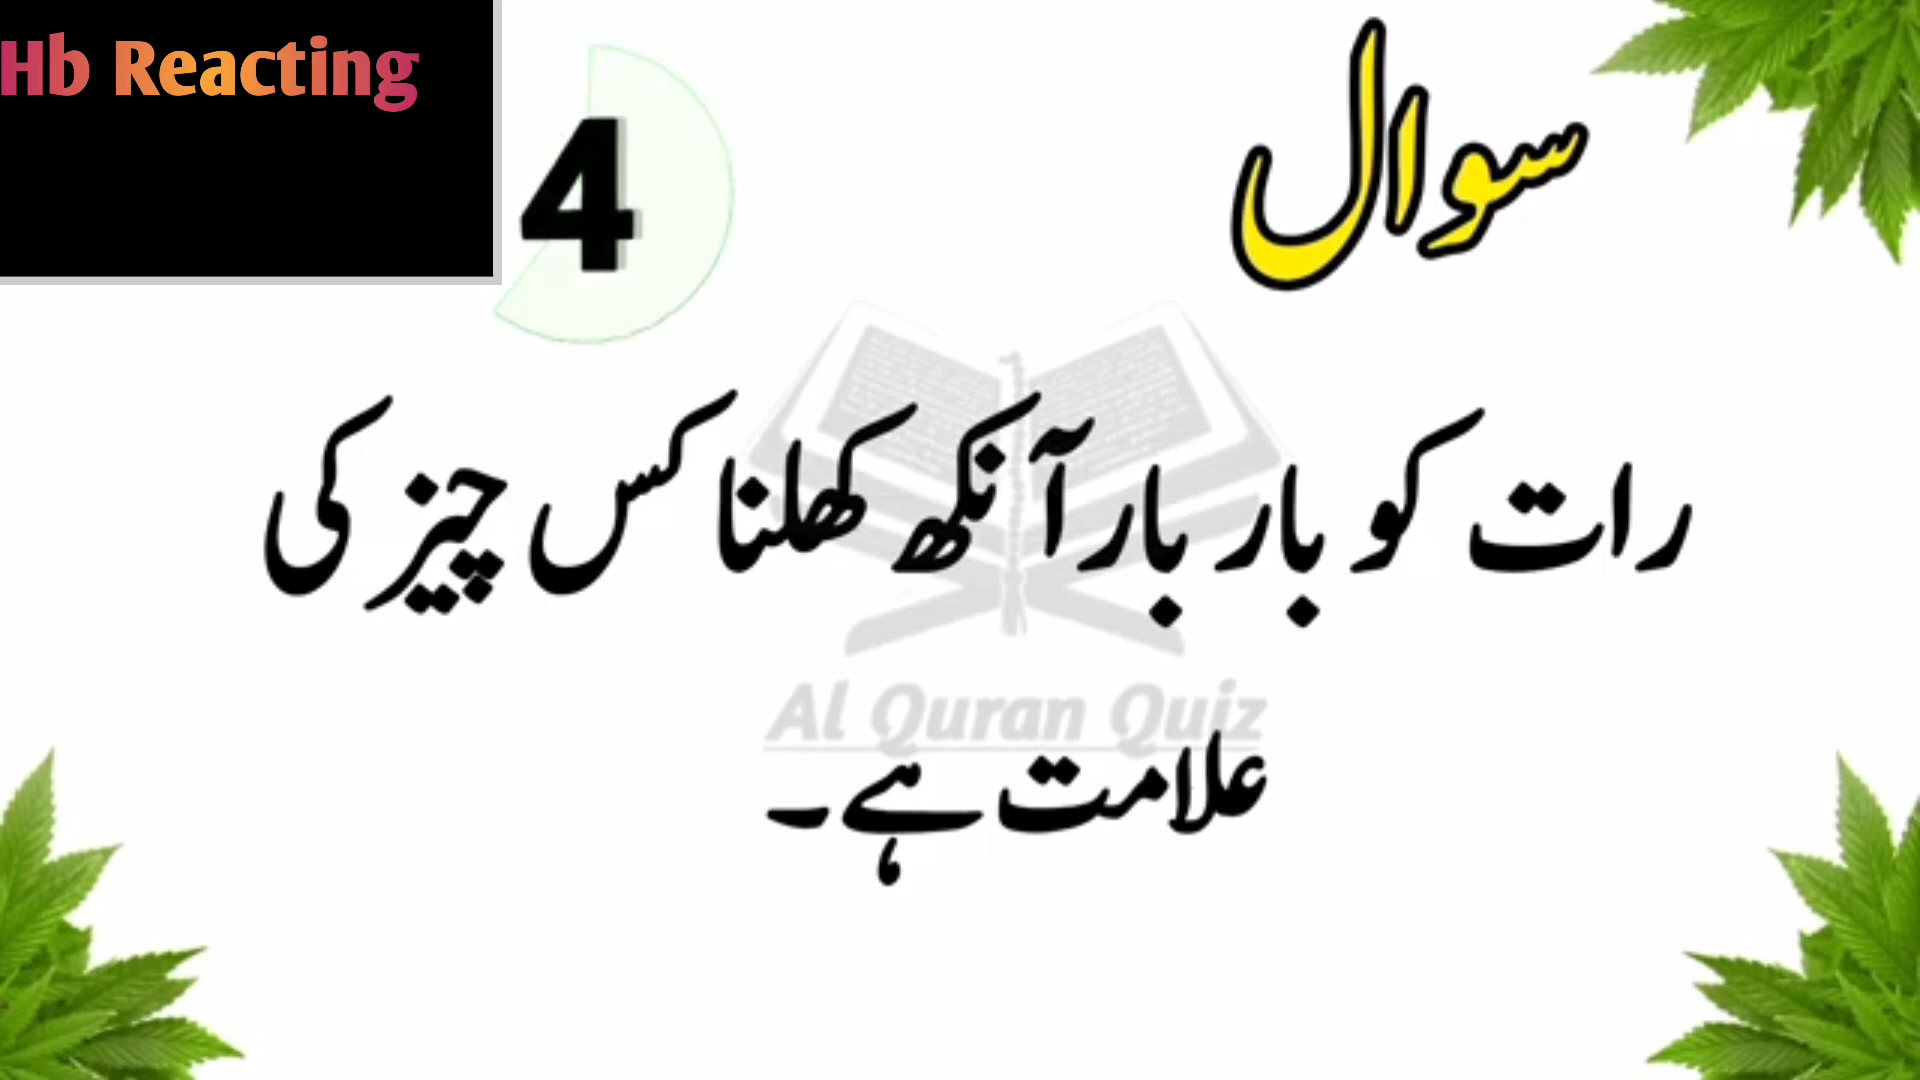 Hb Reacting
4
سوال
رات کو بار بار آنکھ کھلنا کس چیز کی
Al Quran Quiz
علامت ہے۔